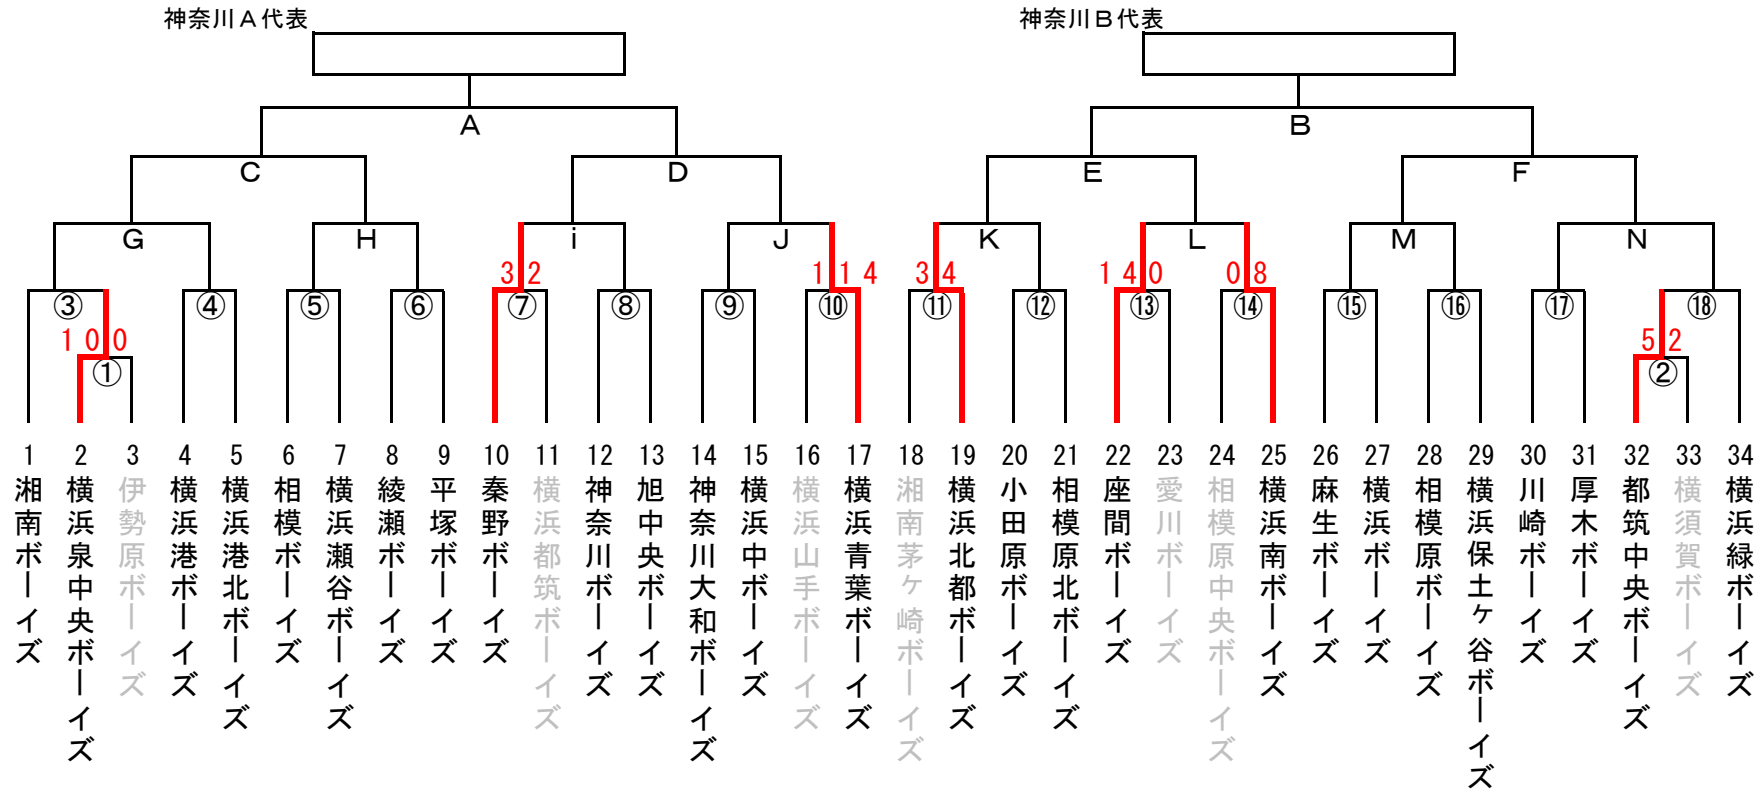 神奈川Ａ代表
神奈川Ｂ代表
A
B
C
D
E
F
G
H
i
J
K
L
M
N
3 2
1 1 4
3 4
1 4 0
0 8
③
④
⑤
⑥
⑦
⑧
⑨
⑩
⑪
⑫
⑬
⑭
⑮
⑯
⑰
⑱
1 0 0
5 2
①
②
1 湘南ボーイズ
2 横浜泉中央ボーイズ
3 伊勢原ボーイズ
4 横浜港ボーイズ
5 横浜港北ボーイズ
6 相模ボーイズ
7 横浜瀬谷ボーイズ
8 綾瀬ボーイズ
9 平塚ボーイズ
10 秦野ボーイズ
11 横浜都筑ボーイズ
12 神奈川ボーイズ
13 旭中央ボーイズ
14 神奈川大和ボーイズ
15 横浜中ボーイズ
16 横浜山手ボーイズ
17 横浜青葉ボーイズ
18 湘南茅ヶ崎ボーイズ
19 横浜北都ボーイズ
20 小田原ボーイズ
21 相模原北ボーイズ
22 座間ボーイズ
23 愛川ボーイズ
24 相模原中央ボーイズ
25 横浜南ボーイズ
26 麻生ボーイズ
27 横浜ボーイズ
28 相模原ボーイズ
29 横浜保土ヶ谷ボーイズ
30 川崎ボーイズ
31 厚木ボーイズ
32 都筑中央ボーイズ
33 横須賀ボーイズ
34 横浜緑ボーイズ